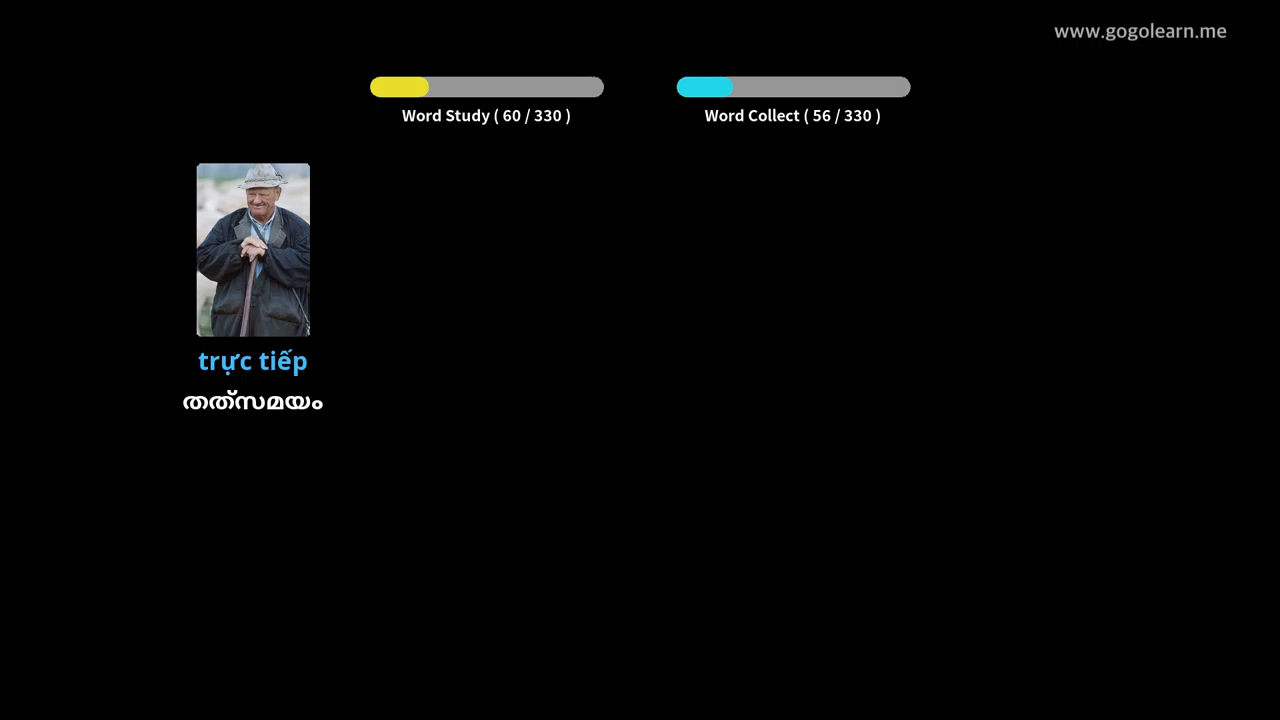 www.gogolearn.me
Word Study ( 60 / 330 )
Word Collect ( 56 / 330 )
trực tiếp
തത്സമയം